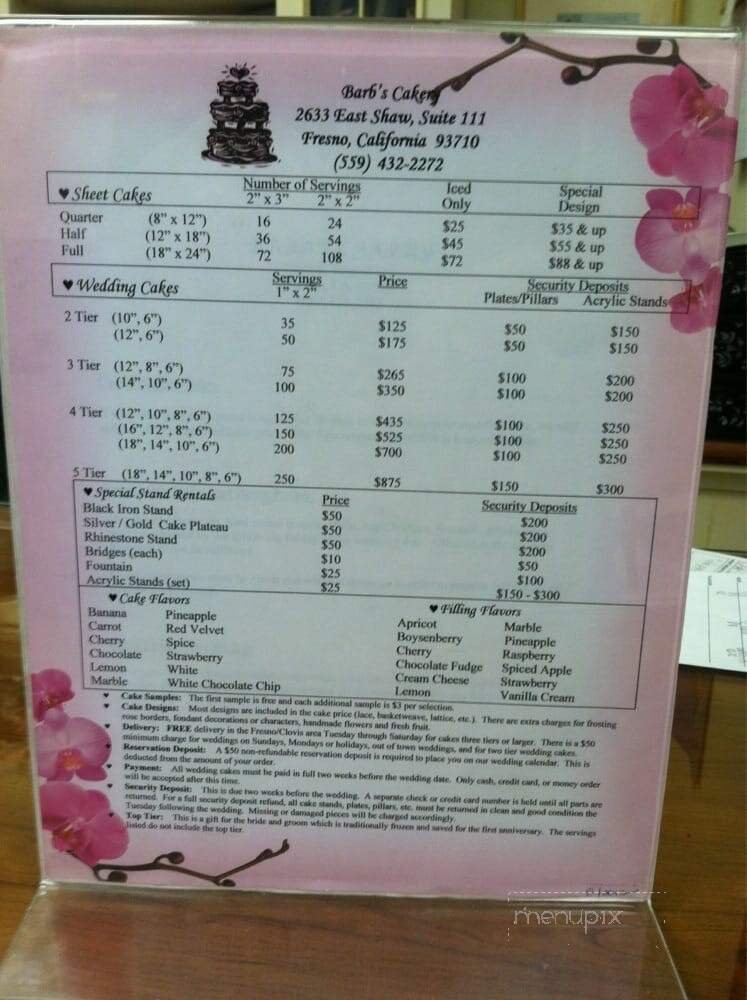 Barb's Cakery
2633 East Shaw, Suite 111
Fresno, California 93710
(559) 432-2272
♥ Sheet Cakes Number of Servings Iced Special
2" x 3" 2" x 2" Only Design
Quarter (8" x 12") 16 24 $25 $35 & up
Half (12" x 18") 36 54 $45 $55 & up
Full (18" x 24") 72 108 $72 $88 & up
♥ Wedding Cakes Servings Price Security Deposits
1" x 2" Plates/Pillars Acrylic Stands
2 Tier (10", 6") 35 $125 $50 $150
(12", 6") 50 $175 $50 $150
3 Tier (12", 8", 6") 75 $265 $100 $200
(14", 10", 6") 100 $350 $100 $200
4 Tier (12", 10", 8", 6") 125 $435 $100 $250
(16", 12", 8", 6") 150 $525 $100 $250
(18", 14", 10", 6") 200 $700 $100 $250
5 Tier (18", 14", 10", 8", 6") 250 $875 $150 $300
♥ Special Stand Rentals Price Security Deposits
Black Iron Stand $50 $200
Silver / Gold Cake Plateau $50 $200
Rhinestone Stand $50 $200
Bridges (each) $10 $50
Fountain $25 $100
Acrylic Stands (set) $25 $150 - $300
♥ Cake Flavors ♥ Filling Flavors
Banana Pineapple Apricot Marble
Carrot Red Velvet Boysenberry Pineapple
Cherry Spice Cherry Raspberry
Chocolate Strawberry Chocolate Fudge Spiced Apple
Lemon White Cream Cheese Strawberry
Marble White Chocolate Chip Lemon Vanilla Cream
♥ Cake Samples: The first sample is free and each additional sample is $3 per selection.
♥ Cake Designs: Most designs are included in the cake price (lace, basketweave, lattice, etc.). There are extra charges for frosting
rose borders, fondant decorations or characters, handmade flowers and fresh fruit.
♥ Delivery: FREE delivery in the Fresno/Clovis area Tuesday through Saturday for cakes three tiers or larger. There is a $50
minimum charge for weddings on Sundays, Mondays or holidays, out of town weddings, and for two tier wedding cakes.
♥ Reservation Deposit: A $50 non-refundable reservation deposit is required to place you on our wedding calendar. This is
deducted from the amount of your order.
♥ Payment: All wedding cakes must be paid in full two weeks before the wedding date. Only cash, credit card, or money order
will be accepted after this time.
♥ Security Deposit: This is due two weeks before the wedding. A separate check or credit card number is held until all parts are
returned. For a full security deposit refund, all cake stands, plates, pillars, etc. must be returned in clean and good condition the
Tuesday following the wedding. Missing or damaged pieces will be charged accordingly.
♥ Top Tier: This is a gift for the bride and groom which is traditionally frozen and saved for the first anniversary. The servings
listed do not include the top tier.
menupix